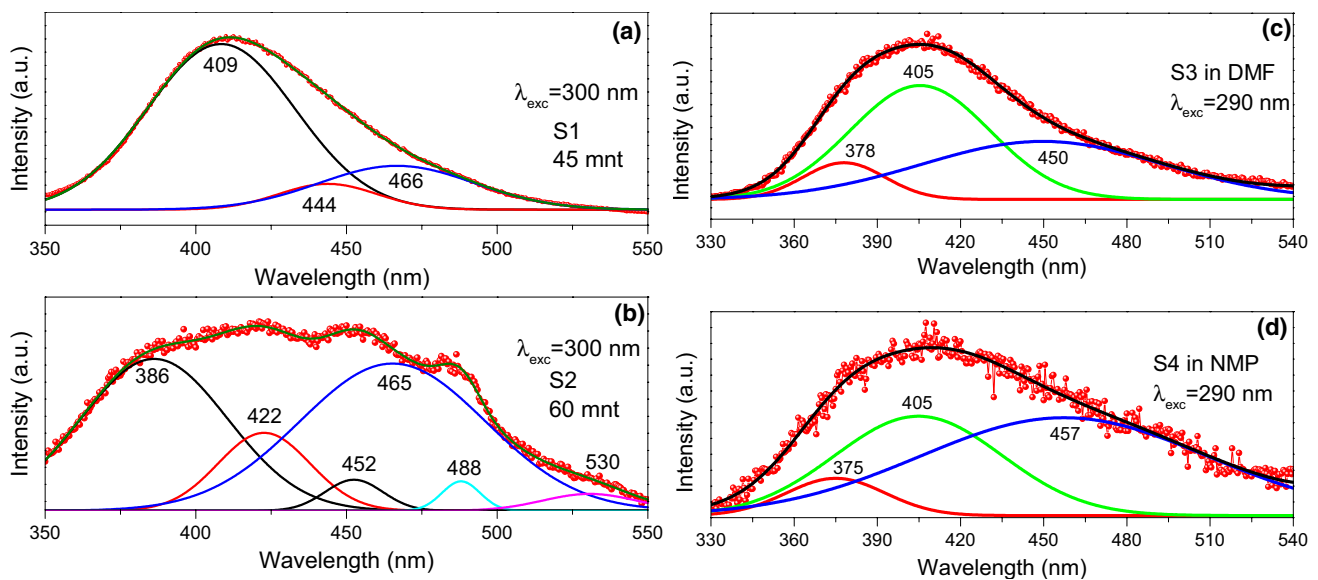 (a)
Intensity (a.u.)
409
λexc=300 nm
S1
45 mnt
466
444
350 400 450 500 550
Wavelength (nm)
(b)
Intensity (a.u.)
λexc=300 nm
S2
60 mnt
386
465
422
452
488
530
350 400 450 500 550
Wavelength (nm)
(c)
Intensity (a.u.)
S3 in DMF
λexc=290 nm
405
378
450
330 360 390 420 450 480 510 540
Wavelength (nm)
(d)
Intensity (a.u.)
S4 in NMP
λexc=290 nm
405
457
375
330 360 390 420 450 480 510 540
Wavelength (nm)